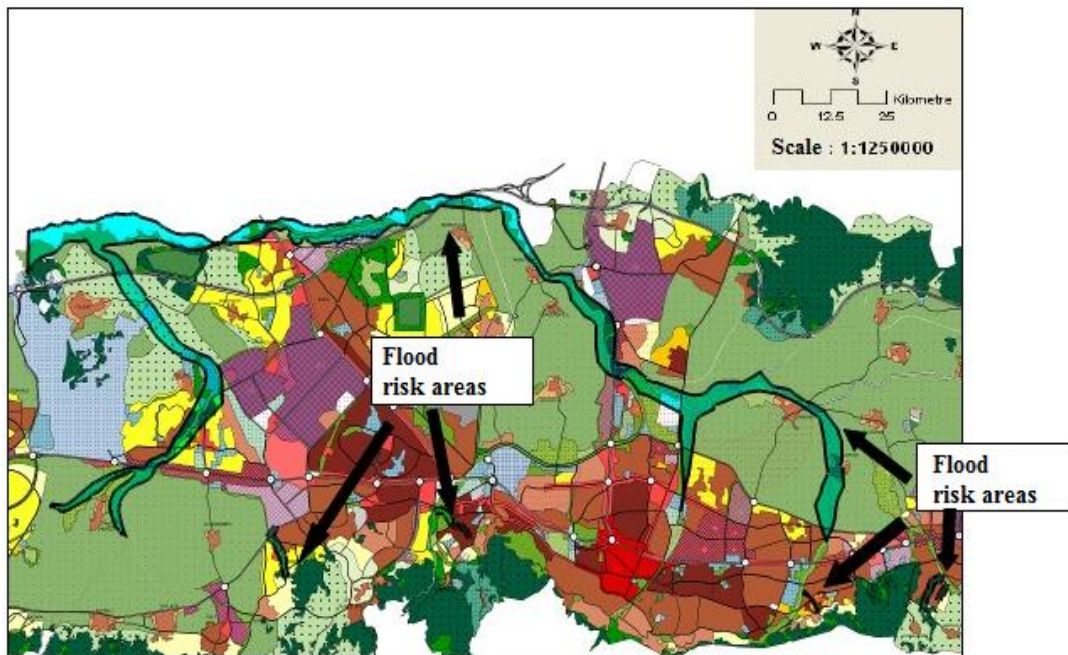 N
W E
S
Kilometre
0 12.5 25
Scale : 1:1250000
Flood
risk areas
Flood
risk areas
J